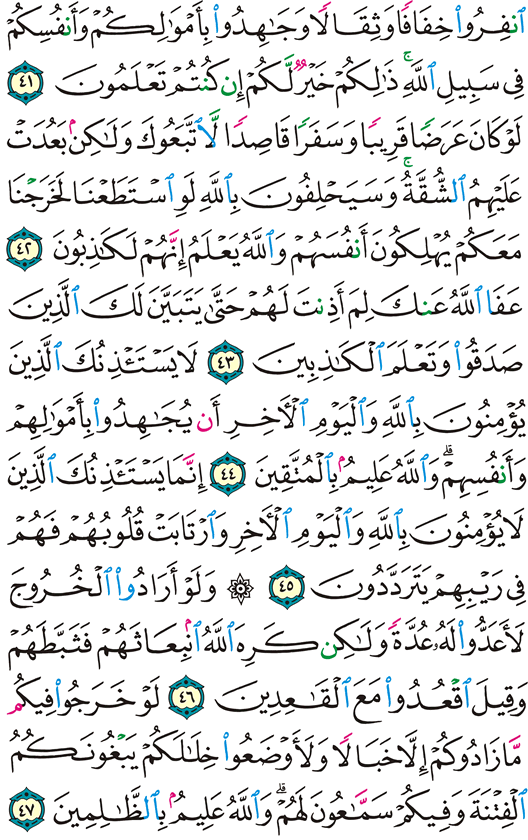 ٱنفِرُوا۟ خِفَافًا وَثِقَالًا وَجَـٰهِدُوا۟ بِأَمْوَٰلِكُمْ وَأَنفُسِكُمْ
فِى سَبِيلِ ٱللَّهِ ۚ ذَٰلِكُمْ خَيْرٌ لَّكُمْ إِن كُنتُمْ تَعْلَمُونَ ٤١
لَوْ كَانَ عَرَضًا قَرِيبًا وَسَفَرًا قَاصِدًا لَّٱتَّبَعُوكَ وَلَـٰكِنۢ بَعُدَتْ
عَلَيْهِمُ ٱلشُّقَّةُ ۚ وَسَيَحْلِفُونَ بِٱللَّهِ لَوِ ٱسْتَطَعْنَا لَخَرَجْنَا
مَعَكُمْ يُهْلِكُونَ أَنفُسَهُمْ وَٱللَّهُ يَعْلَمُ إِنَّهُمْ لَكَـٰذِبُونَ ٤٢
عَفَا ٱللَّهُ عَنكَ لِمَ أَذِنتَ لَهُمْ حَتَّىٰ يَتَبَيَّنَ لَكَ ٱلَّذِينَ
صَدَقُوا۟ وَتَعْلَمَ ٱلْكَـٰذِبِينَ ٤٣ لَا يَسْتَـْٔذِنُكَ ٱلَّذِينَ
يُؤْمِنُونَ بِٱللَّهِ وَٱلْيَوْمِ ٱلْـَٔاخِرِ أَن يُجَـٰهِدُوا۟ بِأَمْوَٰلِهِمْ
وَأَنفُسِهِمْ ۗ وَٱللَّهُ عَلِيمٌۢ بِٱلْمُتَّقِينَ ٤٤ إِنَّمَا يَسْتَـْٔذِنُكَ ٱلَّذِينَ
لَا يُؤْمِنُونَ بِٱللَّهِ وَٱلْيَوْمِ ٱلْـَٔاخِرِ وَٱرْتَابَتْ قُلُوبُهُمْ فَهُمْ
فِى رَيْبِهِمْ يَتَرَدَّدُونَ ٤٥ ۞ وَلَوْ أَرَادُوا۟ ٱلْخُرُوجَ
لَأَعَدُّوا۟ لَهُۥ عُدَّةً وَلَـٰكِن كَرِهَ ٱللَّهُ ٱنۢبِعَاثَهُمْ فَثَبَّطَهُمْ
وَقِيلَ ٱقْعُدُوا۟ مَعَ ٱلْقَـٰعِدِينَ ٤٦ لَوْ خَرَجُوا۟ فِيكُم
مَّا زَادُوكُمْ إِلَّا خَبَالًا وَلَأَوْضَعُوا۟ خِلَـٰلَكُمْ يَبْغُونَكُمُ
ٱلْفِتْنَةَ وَفِيكُمْ سَمَّـٰعُونَ لَهُمْ ۗ وَٱللَّهُ عَلِيمٌۢ بِٱلظَّـٰلِمِينَ ٤٧